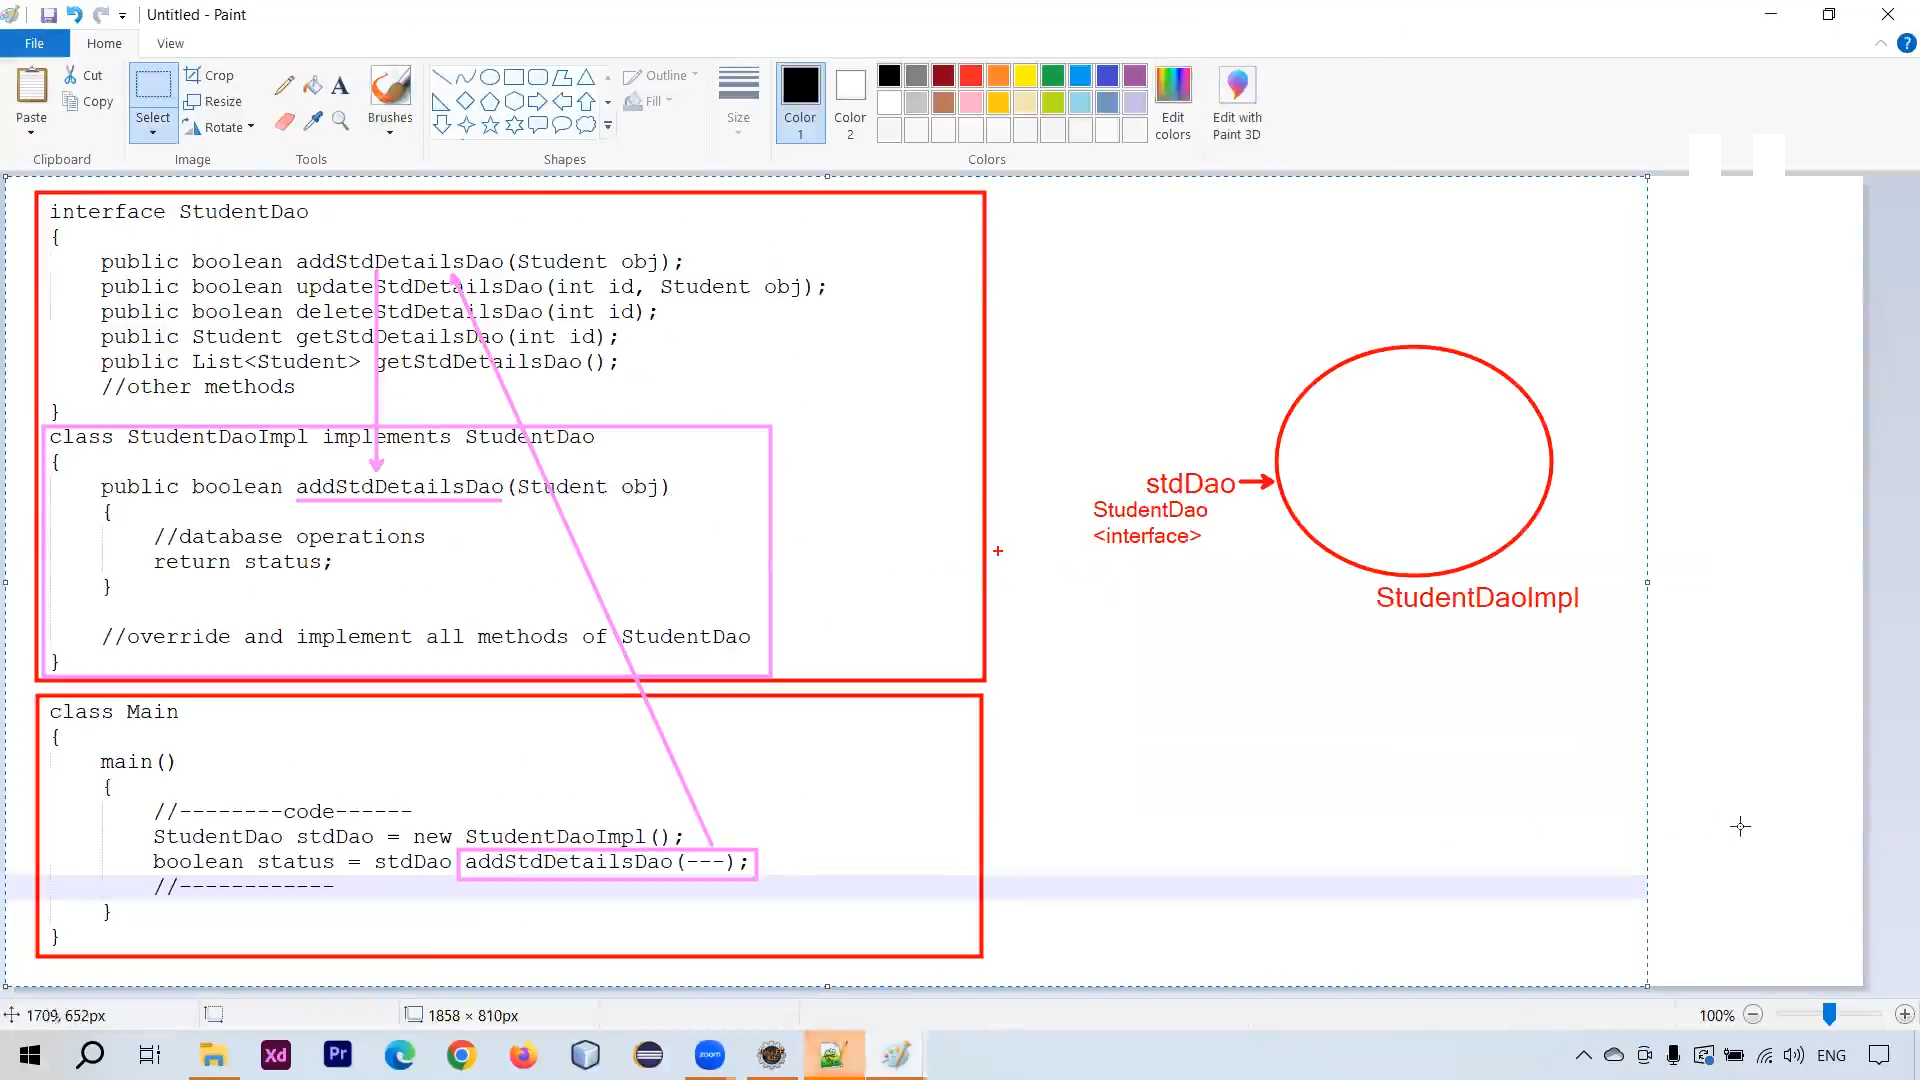 Untitled - Paint
File
Home
View
Paste
Cut
Copy
Clipboard
Select
Crop
Resize
Rotate
Image
Tools
Brushes
Shapes
Outline
Fill
Size
Color 1
Color 2
Colors
Edit colors
Edit with Paint 3D
interface StudentDao
{
public boolean addStdDetailsDao(Student obj);
public boolean updateStdDetailsDao(int id, Student obj);
public boolean deleteStdDetailsDao(int id);
public Student getStdDetailsDao(int id);
public List<Student> getStdDetailsDao();
//other methods
}
class StudentDaoImpl implements StudentDao
{
public boolean addStdDetailsDao(Student obj)
{
//database operations
return status;
}
//override and implement all methods of StudentDao
}
class Main
{
main()
{
//--------code------
StudentDao stdDao = new StudentDaoImpl();
boolean status = stdDao addStdDetailsDao(---);
//------------
}
}
stdDao
StudentDao
<interface>
StudentDaoImpl
1709, 652px
1858 × 810px
100%
Xd
Pr
zoom
ENG